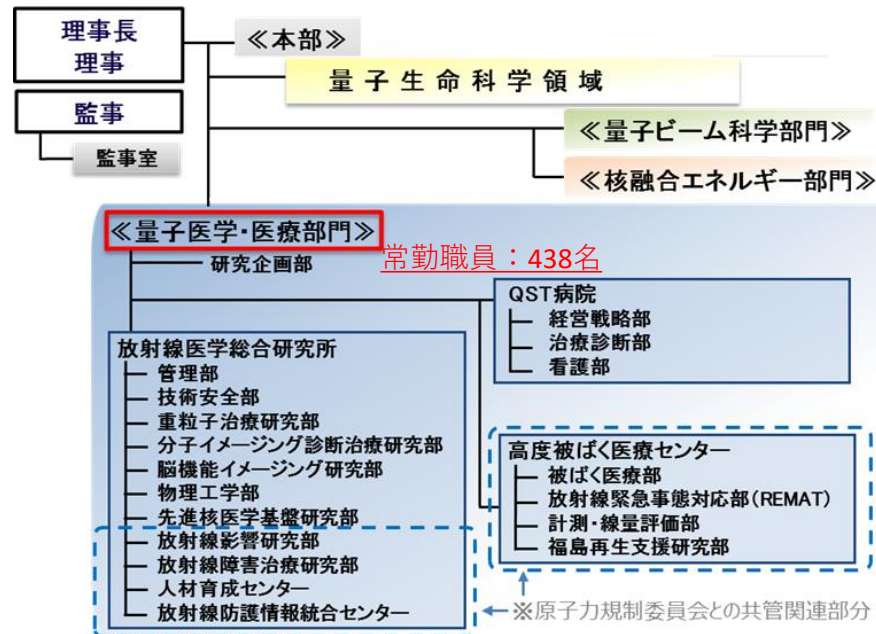 理事長
理事
≪本部≫
量子生命科学領域
監事
監事室
≪量子ビーム科学部門≫
≪核融合エネルギー部門≫
≪量子医学・医療部門≫
研究企画部
常勤職員：438名
QST病院
経営戦略部
治療診断部
看護部
放射線医学総合研究所
管理部
技術安全部
重粒子治療研究部
分子イメージング診断治療研究部
脳機能イメージング研究部
物理工学部
先進核医学基盤研究部
放射線影響研究部
放射線障害治療研究部
人材育成センター
放射線防護情報統合センター
高度被ばく医療センター
被ばく医療部
放射線緊急事態対応部(REMAT)
計測・線量評価部
福島再生支援研究部
※原子力規制委員会との共管関連部分